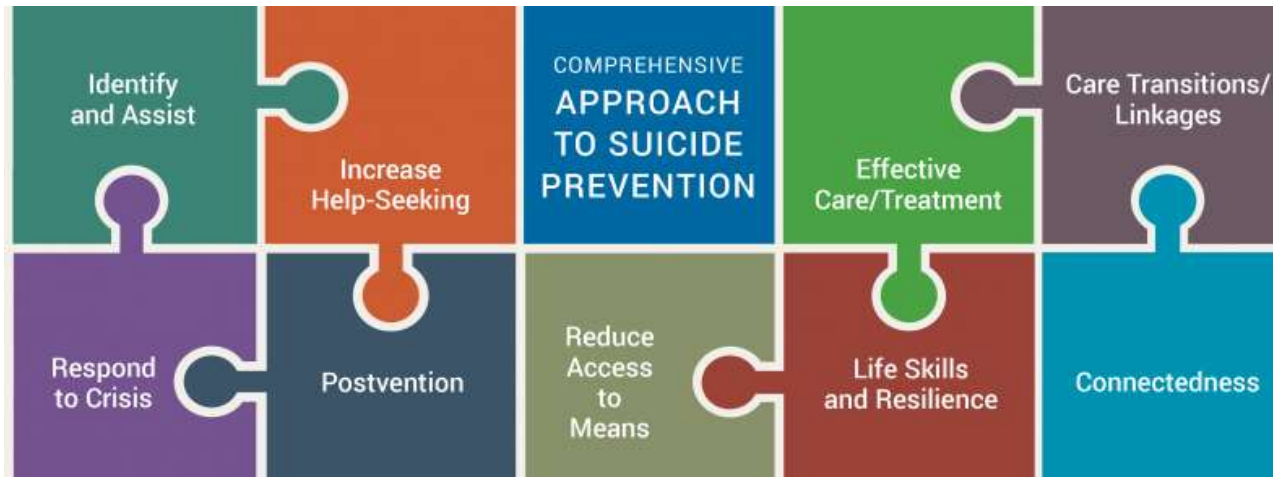 Identify
and Assist
Increase
Help-Seeking
COMPREHENSIVE
APPROACH
TO SUICIDE
PREVENTION
Effective
Care/Treatment
Care Transitions/
Linkages
Respond
to Crisis
Postvention
Reduce
Access
to
Means
Life Skills
and Resilience
Connectedness